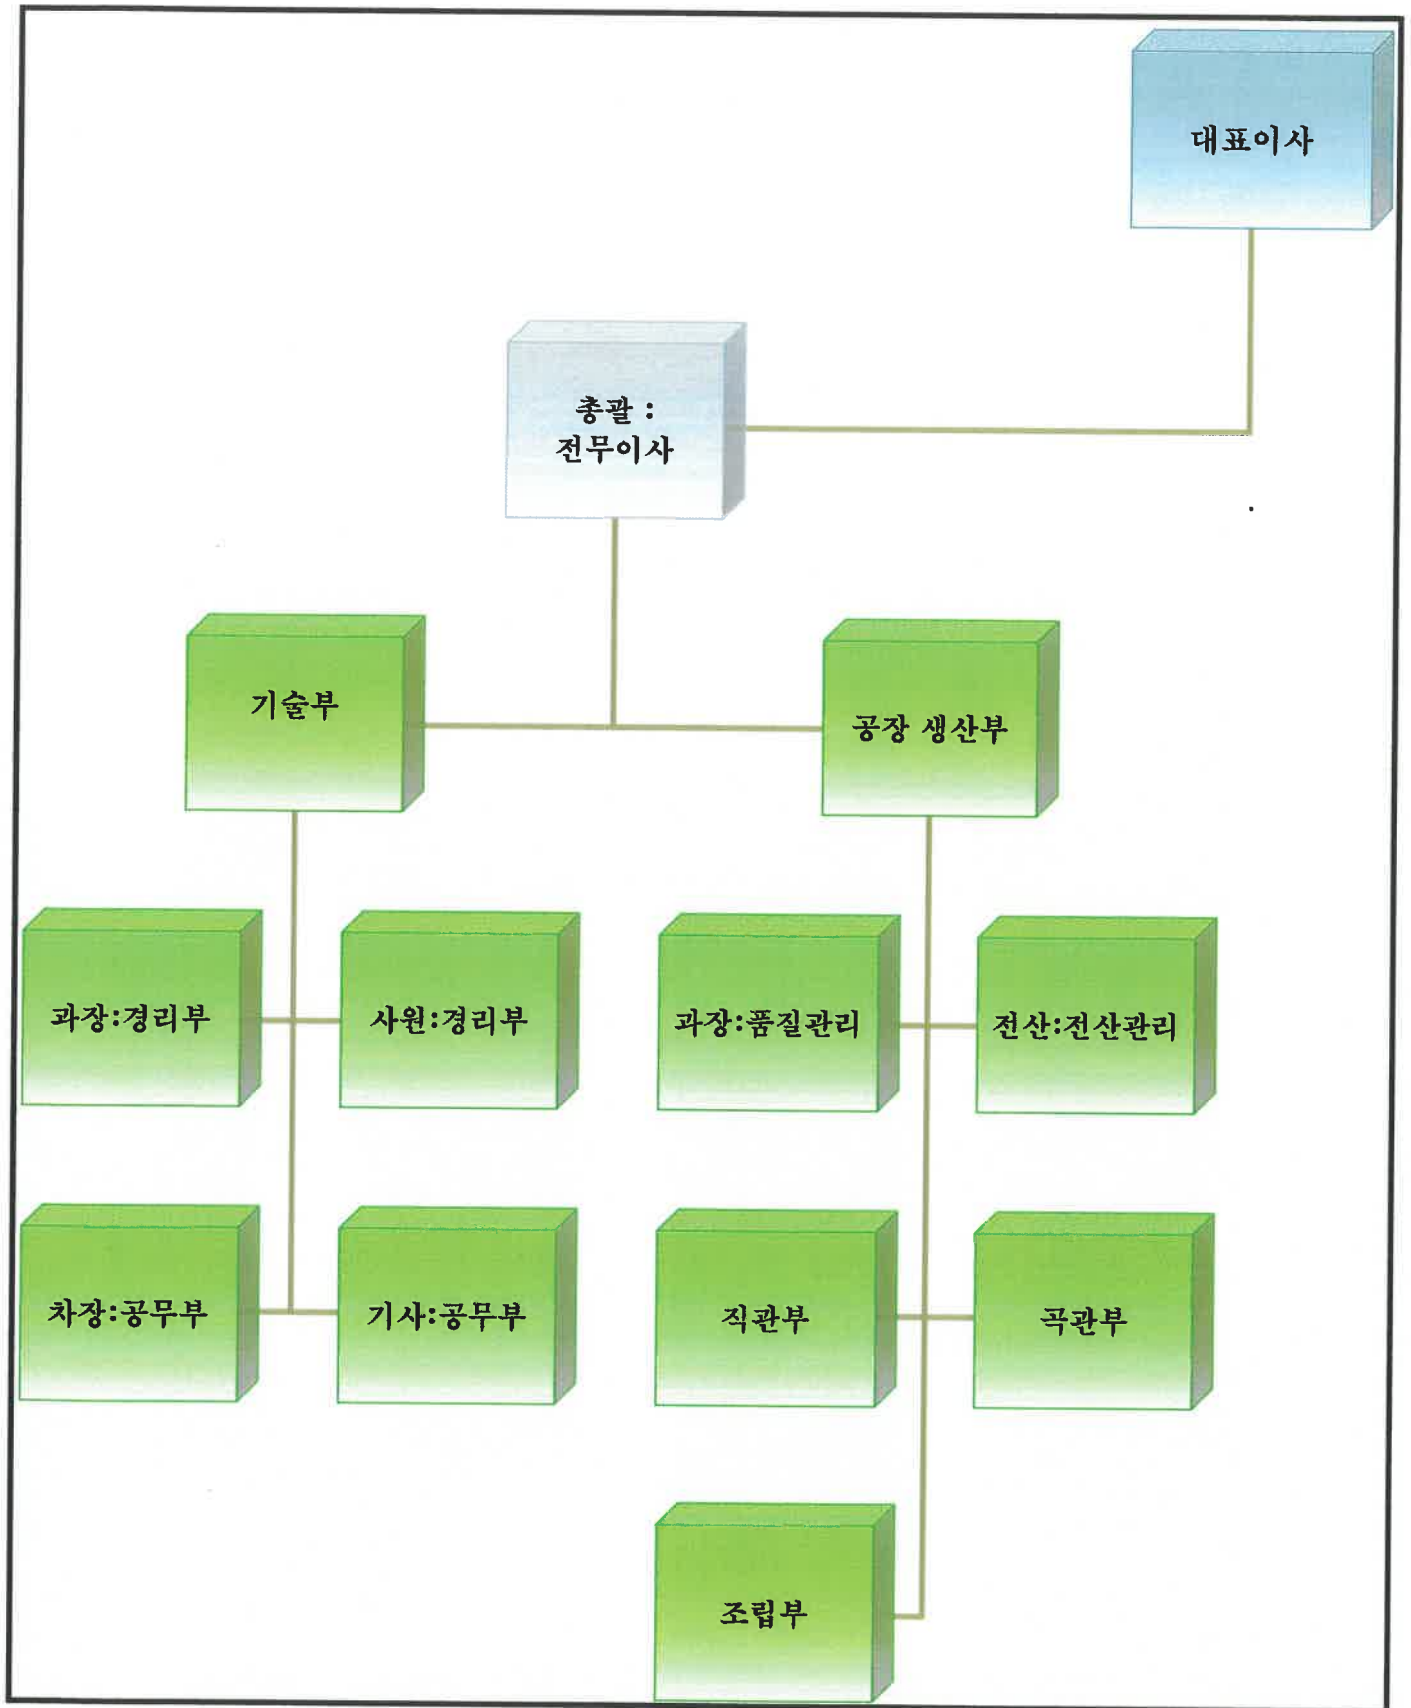 대표이사
총괄 :
전무이사
기술부
공장 생산부
과장:경리부
사원:경리부
과장:품질관리
전산:전산관리
차장:공무부
기사:공무부
직관부
곡관부
조립부